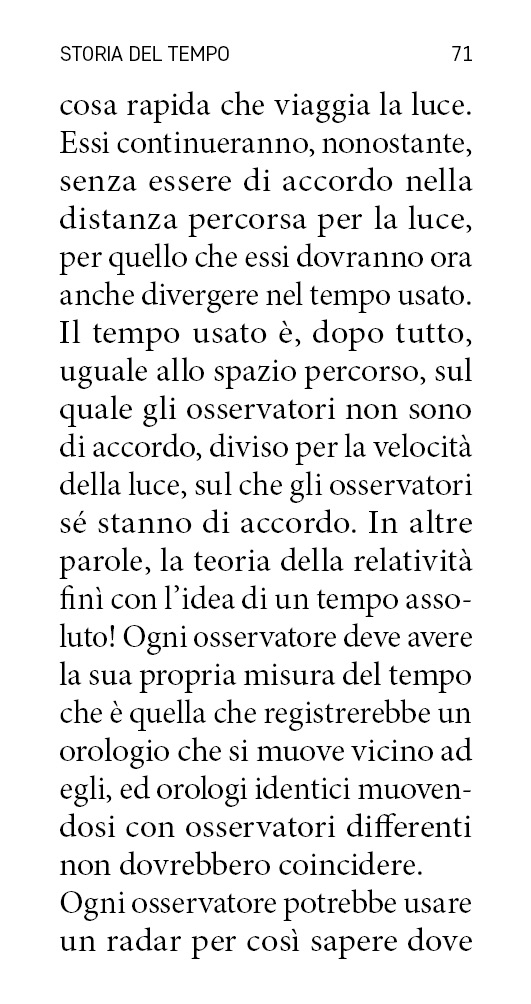 STORIA DEL TEMPO 71
cosa rapida che viaggia la luce.
Essi continueranno, nonostante,
senza essere di accordo nella
distanza percorsa per la luce,
per quello che essi dovranno ora
anche divergere nel tempo usato.
Il tempo usato è, dopo tutto,
uguale allo spazio percorso, sul
quale gli osservatori non sono
di accordo, diviso per la velocità
della luce, sul che gli osservatori
sé stanno di accordo. In altre
parole, la teoria della relatività
finì con l’idea di un tempo asso-
luto! Ogni osservatore deve avere
la sua propria misura del tempo
che è quella che registrerebbe un
orologio che si muove vicino ad
egli, ed orologi identici muoven-
dosi con osservatori differenti
non dovrebbero coincidere.
Ogni osservatore potrebbe usare
un radar per così sapere dove